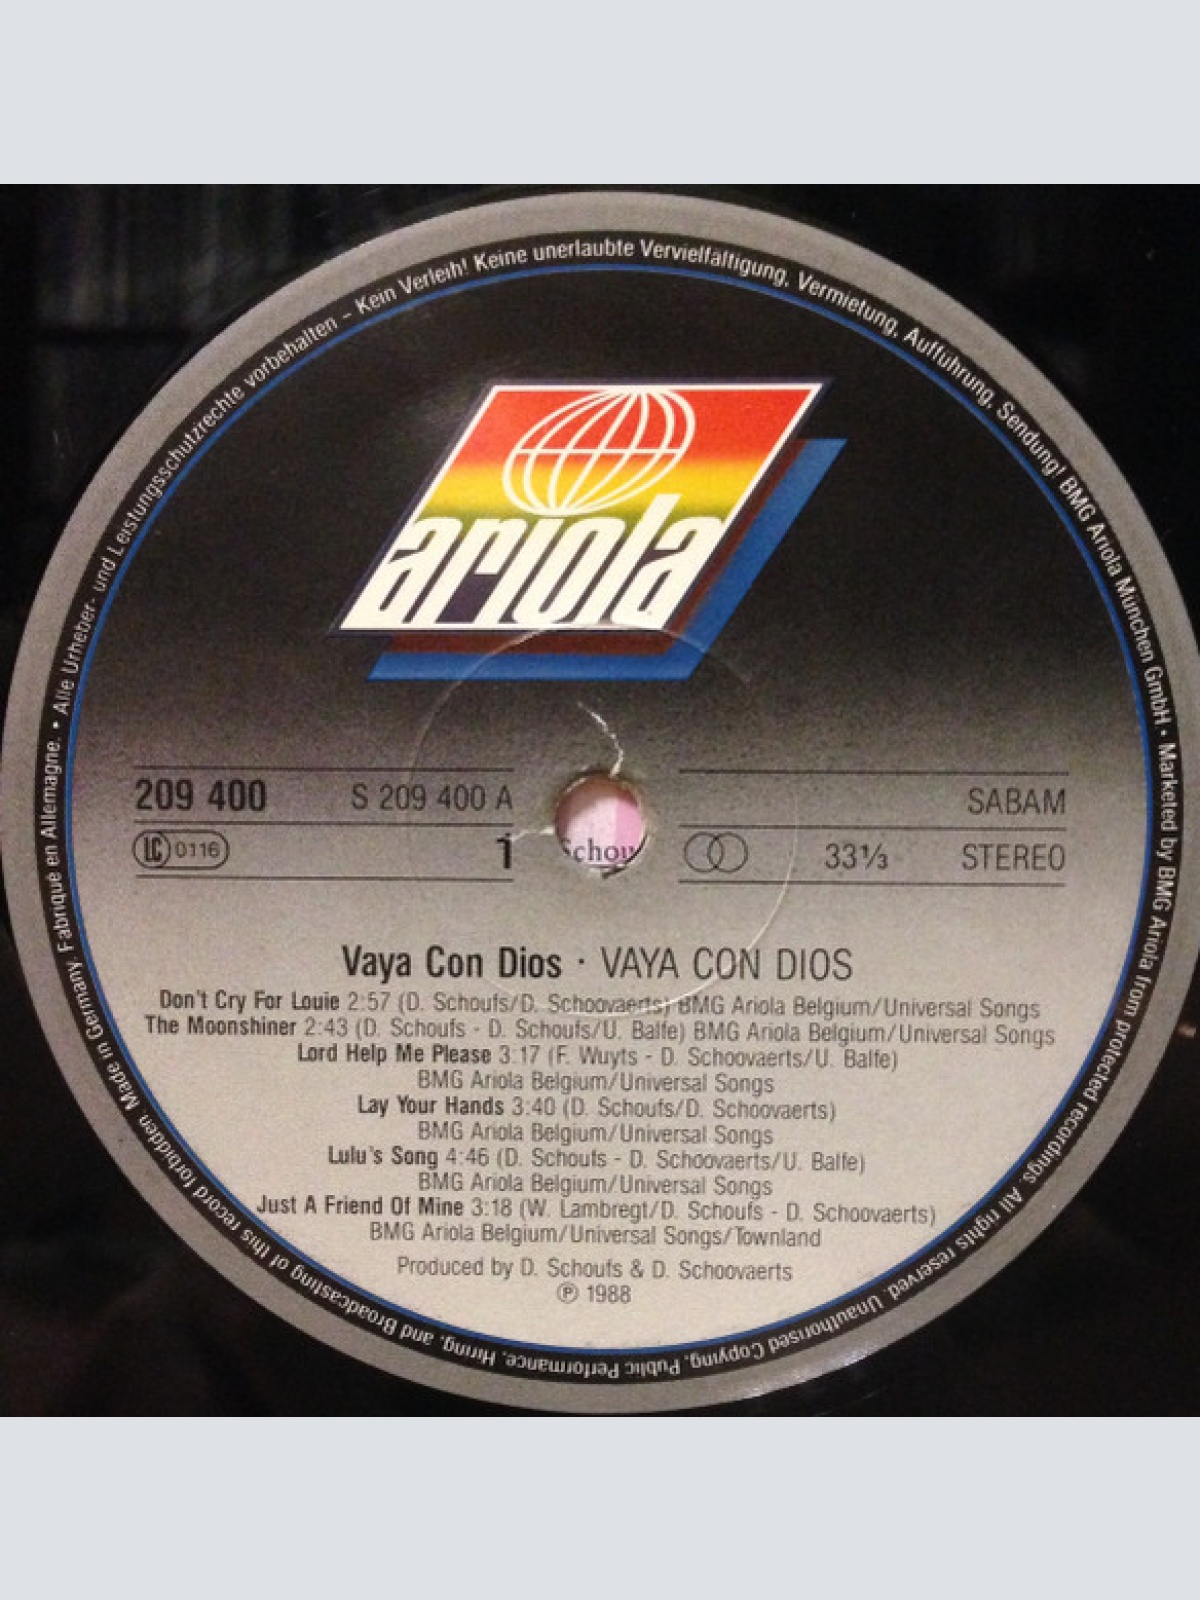 • Alle Urheber- und Leistungsschutzrechte vorbehalten – Kein Verleih! Keine unerlaubte Vervielfältigung, Vermietung, Aufführung, Sendung! BMG Ariola München GmbH • Marketed by BMG Ariola from protected recordings. All rights reserved. Unauthorised Copying, Public Performance, Hiring, and Broadcasting of this record forbidden. Made in Germany. Fabriqué en Allemagne.
ariola
209 400 S 209 400 A SABAM
LC 0116 1 33⅓ STEREO
Schou
Vaya Con Dios · VAYA CON DIOS
Don't Cry For Louie 2:57 (D. Schoufs/D. Schoovaerts) BMG Ariola Belgium/Universal Songs
The Moonshiner 2:43 (D. Schoufs - D. Schoufs/U. Balfe) BMG Ariola Belgium/Universal Songs
Lord Help Me Please 3:17 (F. Wuyts - D. Schoovaerts/U. Balfe)
BMG Ariola Belgium/Universal Songs
Lay Your Hands 3:40 (D. Schoufs/D. Schoovaerts)
BMG Ariola Belgium/Universal Songs
Lulu's Song 4:46 (D. Schoufs - D. Schoovaerts/U. Balfe)
BMG Ariola Belgium/Universal Songs
Just A Friend Of Mine 3:18 (W. Lambregt/D. Schoufs - D. Schoovaerts)
BMG Ariola Belgium/Universal Songs/Townland
Produced by D. Schoufs & D. Schoovaerts
℗ 1988